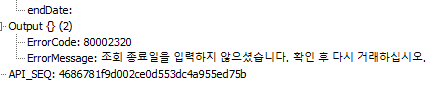 endDate:
Output {} (2)
ErrorCode: 80002320
ErrorMessage: 조회 종료일을 입력하지 않으셨습니다. 확인 후 다시 거래하십시오.
API_SEQ: 4686781f9d002ce0d553dc4a955ed75b